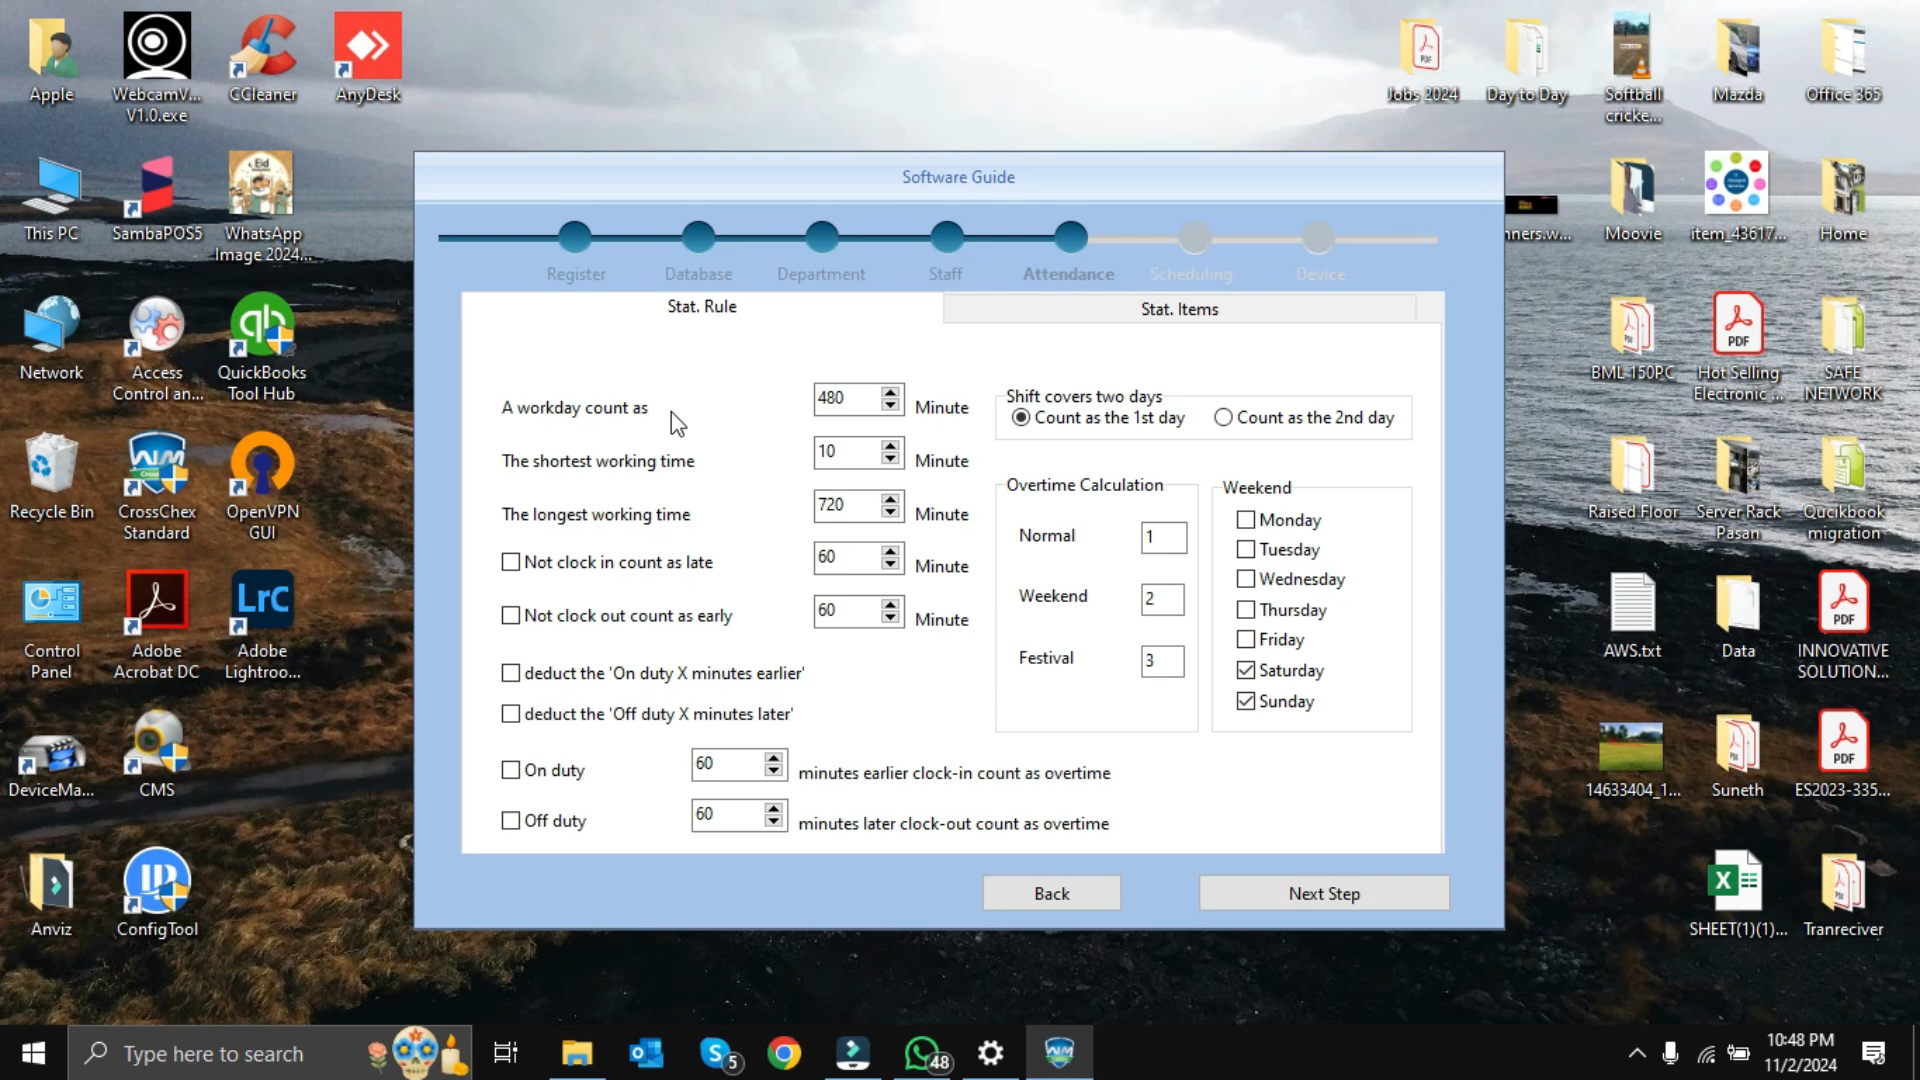 Apple
WebcamV...
V1.0.exe
CCleaner
AnyDesk
Jobs 2024
Day to Day
Softball
cricke...
Mazda
Office 365
This PC
SambaPOS5
WhatsApp
Image 2024...
Eid
nners.w...
Moovie
item_43617...
Home
Network
Access
Control an...
QuickBooks
Tool Hub
BML 150PC
Hot Selling
Electronic ...
SAFE
NETWORK
Recycle Bin
CrossChex
Standard
OpenVPN
GUI
Raised Floor
Server Rack
Pasan
Qucikbook
migration
Control
Panel
Adobe
Acrobat DC
Adobe
Lightroo...
AWS.txt
Data
INNOVATIVE
SOLUTION...
DeviceMa...
CMS
14633404_1...
Suneth
ES2023-335...
Anviz
ConfigTool
SHEET(1)(1)...
Tranreciver
Software Guide
Register
Database
Department
Staff
Attendance
Scheduling
Device
Stat. Rule
Stat. Items
A workday count as
480
Minute
The shortest working time
10
Minute
The longest working time
720
Minute
Not clock in count as late
60
Minute
Not clock out count as early
60
Minute
deduct the 'On duty X minutes earlier'
deduct the 'Off duty X minutes later'
On duty
60
minutes earlier clock-in count as overtime
Off duty
60
minutes later clock-out count as overtime
Shift covers two days
Count as the 1st day
Count as the 2nd day
Overtime Calculation
Normal
1
Weekend
2
Festival
3
Weekend
Monday
Tuesday
Wednesday
Thursday
Friday
Saturday
Sunday
Back
Next Step
Type here to search
5
48
10:48 PM
11/2/2024